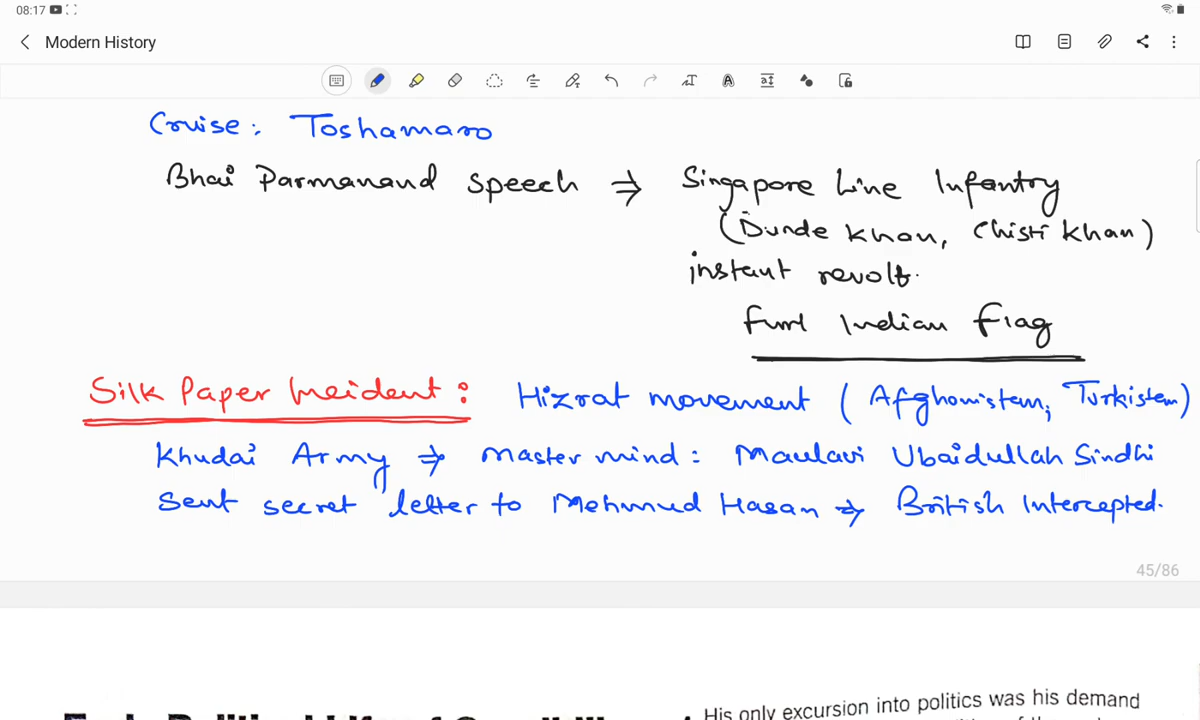 08:17
Modern History
Cruise: Toshamaro
Bhai Parmanand speech ⇒ Singapore Line Infantry
(Dunde Khan, Chisti Khan)
instant revolt.
Furl Indian Flag
Silk Paper Incident: Hizrat movement (Afghanistan, Turkistan)
Khudai Army → Master mind: Maulavi Ubaidullah Sindhi
Sent secret letter to Mehmud Hasan ⇒ British Intercepted.
45/86
His only excursion into politics was his demand